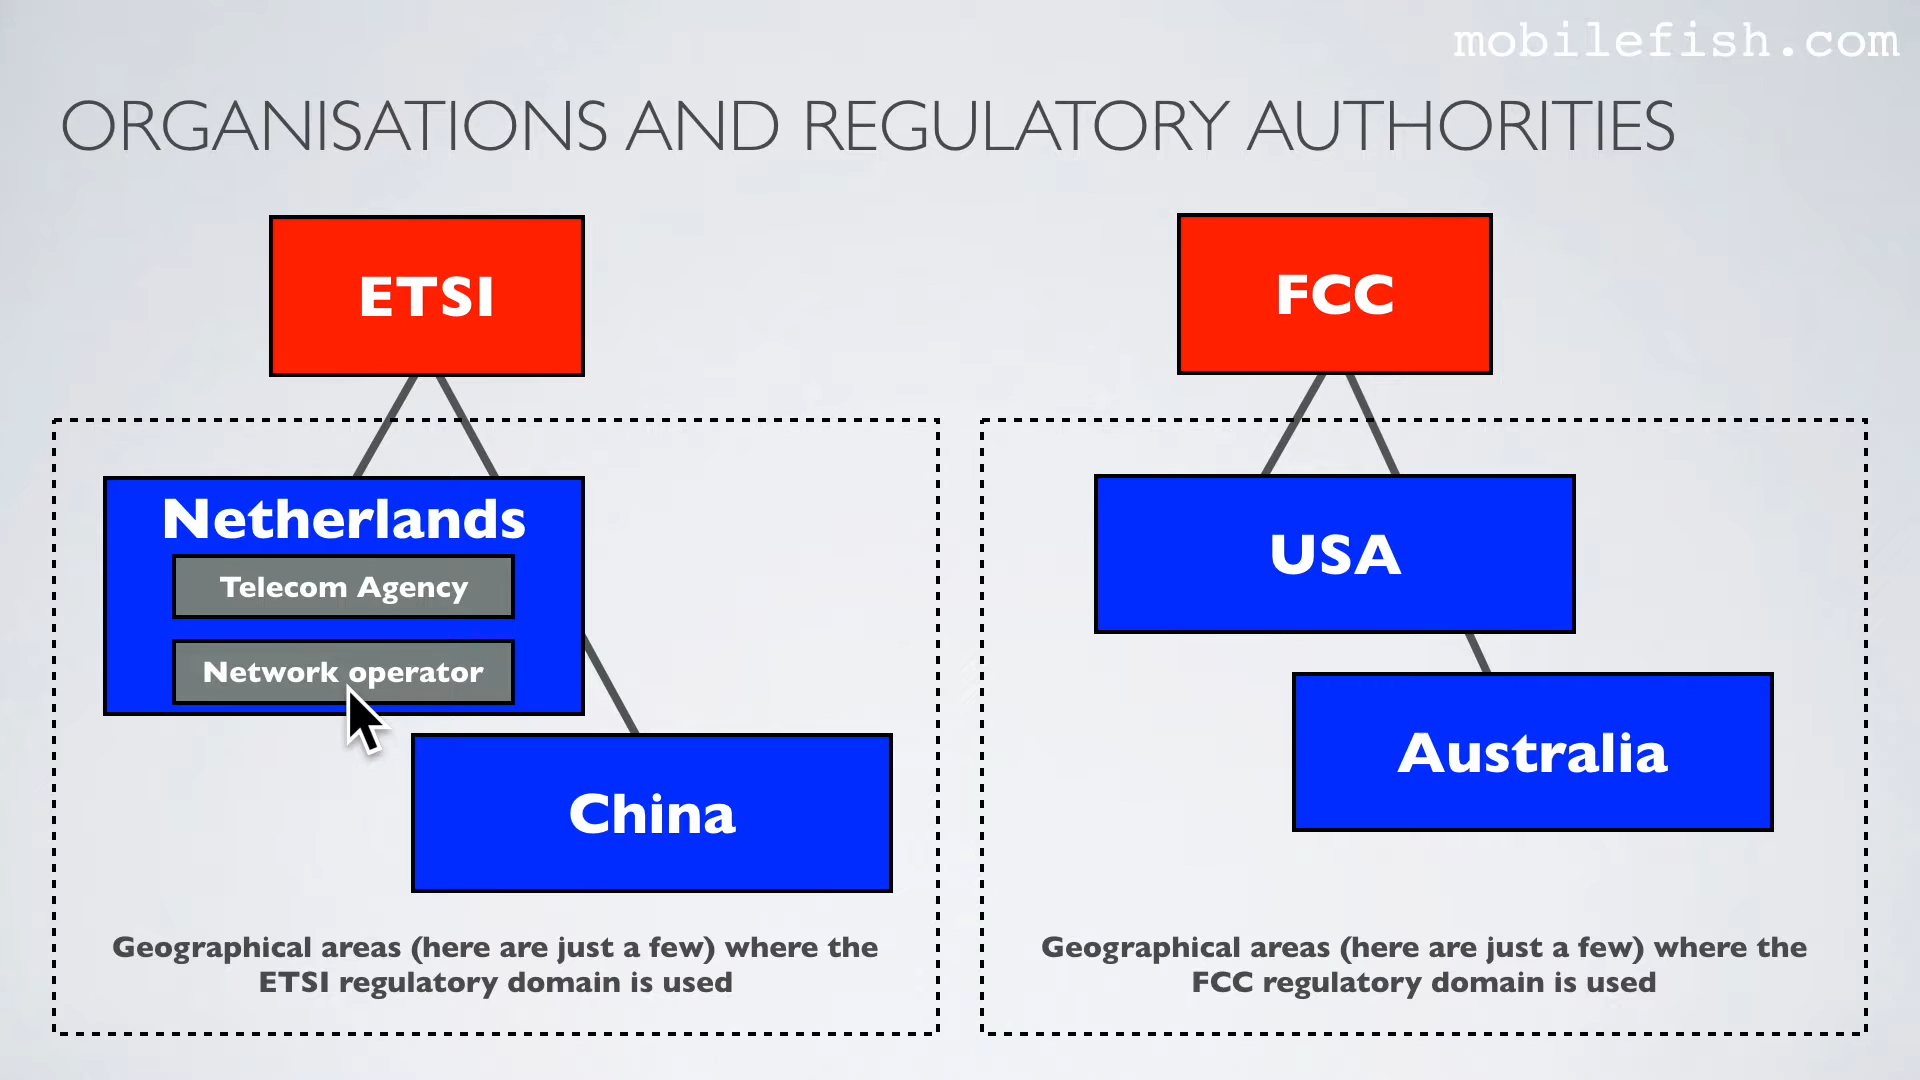 mobilefish.com
ORGANISATIONS AND REGULATORY AUTHORITIES
ETSI
Netherlands
Telecom Agency
Network operator
China
Geographical areas (here are just a few) where the
ETSI regulatory domain is used
FCC
USA
Australia
Geographical areas (here are just a few) where the
FCC regulatory domain is used